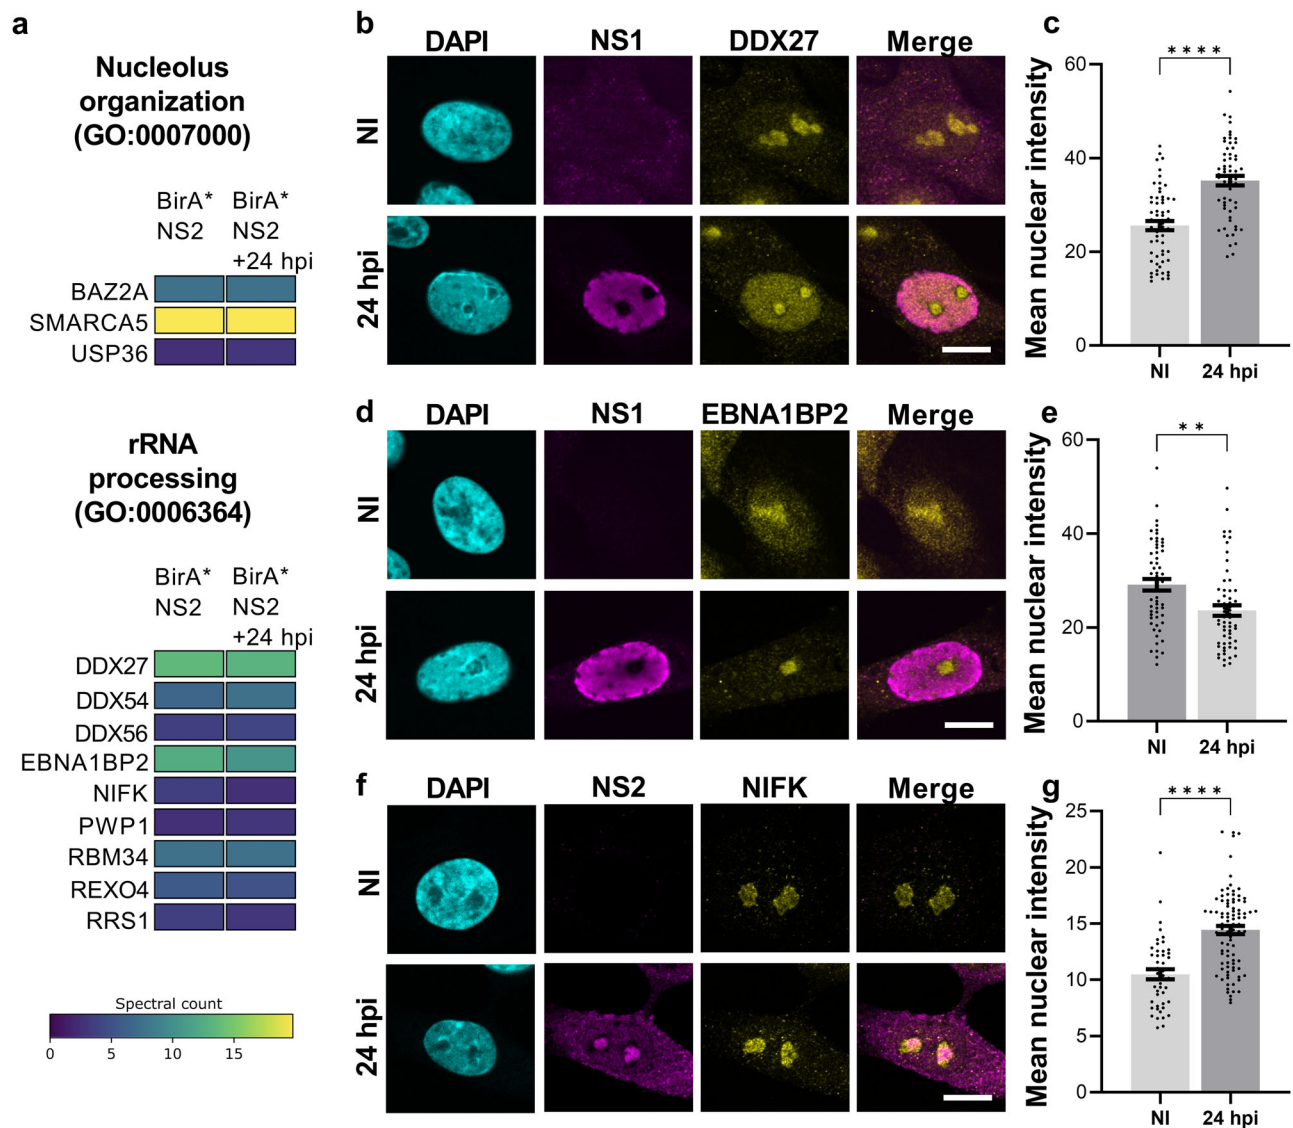 a
Nucleolus
organization
(GO:0007000)
BirA*
NS2
BirA*
NS2
+24 hpi
BAZ2A
SMARCA5
USP36
rRNA
processing
(GO:0006364)
BirA*
NS2
BirA*
NS2
+24 hpi
DDX27
DDX54
DDX56
EBNA1BP2
NIFK
PWP1
RBM34
REXO4
RRS1
Spectral count
0 5 10 15
b
DAPI NS1 DDX27 Merge
NI
24 hpi
c
Mean nuclear intensity
****
60
40
20
0
NI 24 hpi
d
DAPI NS1 EBNA1BP2 Merge
NI
24 hpi
e
Mean nuclear intensity
**
60
40
20
0
NI 24 hpi
f
DAPI NS2 NIFK Merge
NI
24 hpi
g
Mean nuclear intensity
****
25
20
15
10
5
0
NI 24 hpi